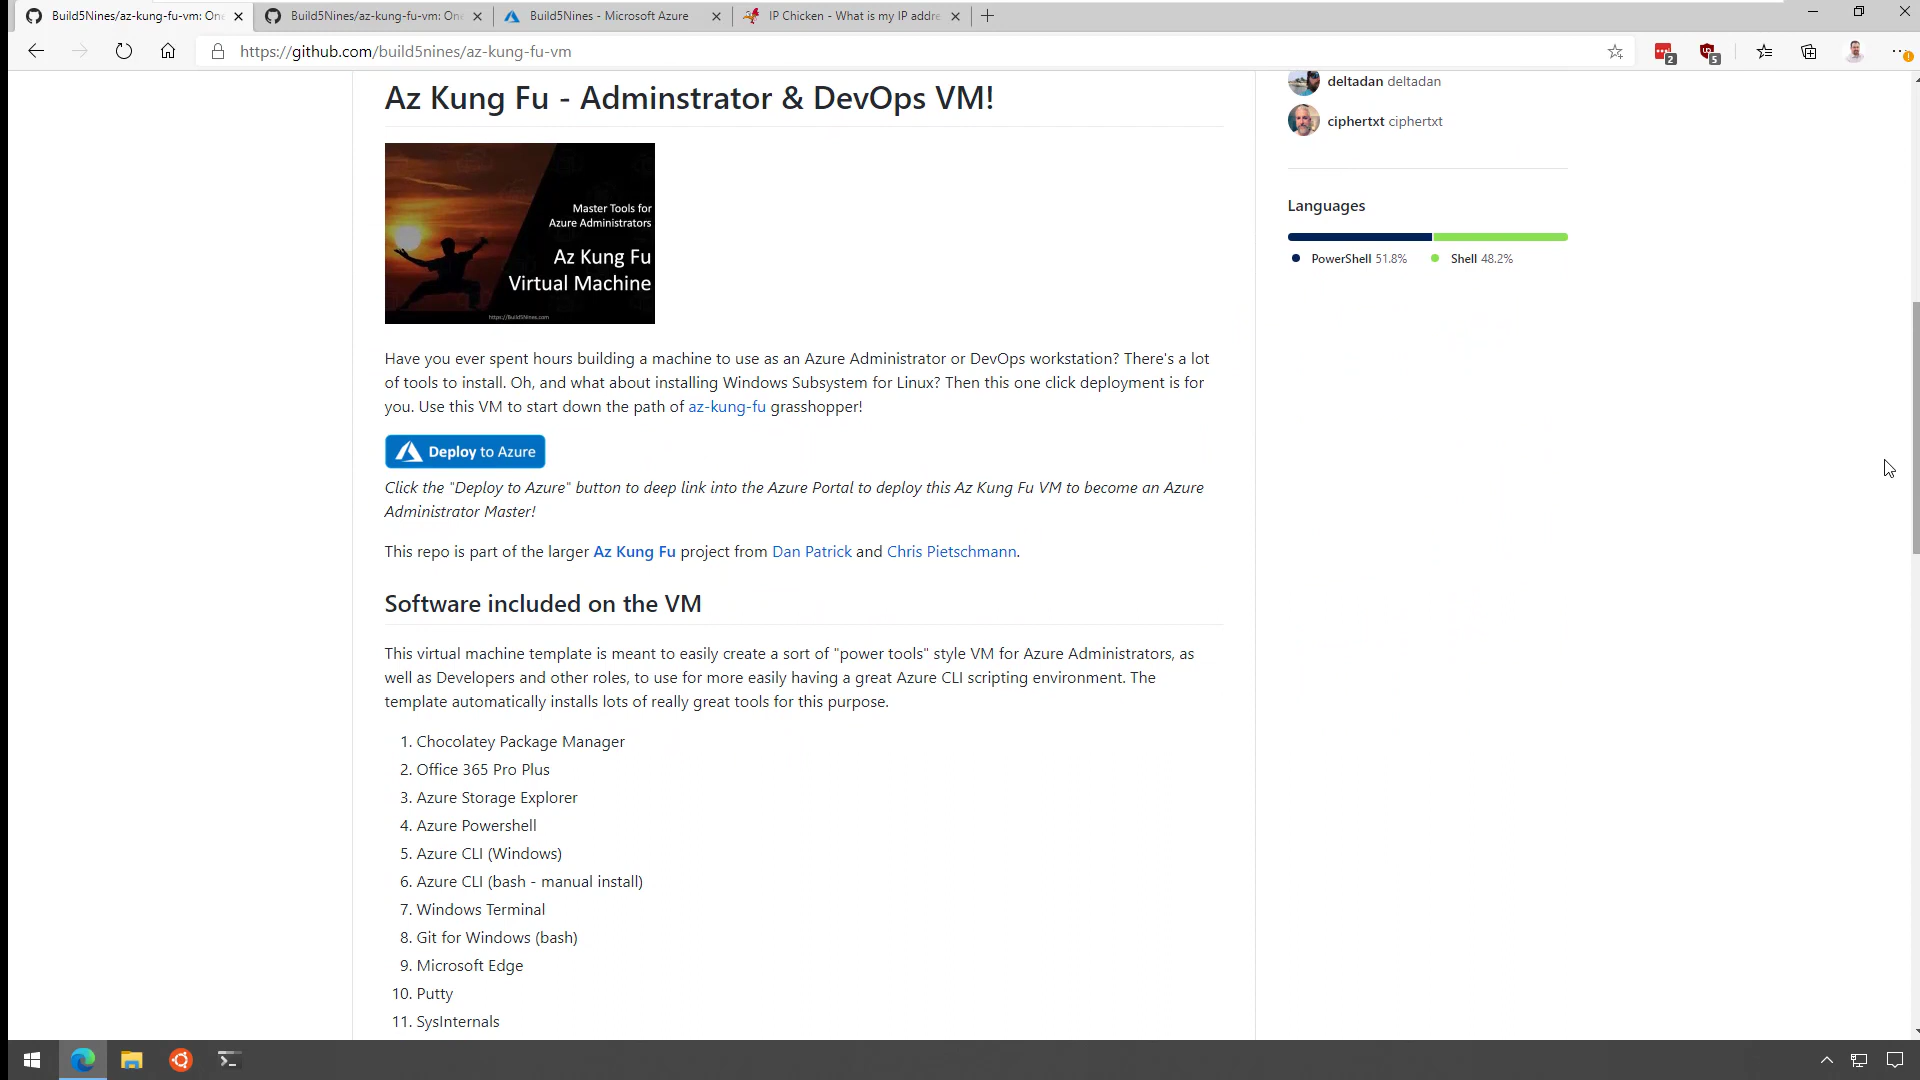 Build5Nines/az-kung-fu-vm: One
Build5Nines/az-kung-fu-vm: One
Build5Nines - Microsoft Azure
IP Chicken - What is my IP addre
https://github.com/build5nines/az-kung-fu-vm
2
5
Az Kung Fu - Adminstrator & DevOps VM!
deltadan deltadan
ciphertxt ciphertxt
Master Tools for
Azure Administrators
Az Kung Fu
Virtual Machine
https://Build5Nines.com
Languages
PowerShell 51.8%
Shell 48.2%
Have you ever spent hours building a machine to use as an Azure Administrator or DevOps workstation? There's a lot
of tools to install. Oh, and what about installing Windows Subsystem for Linux? Then this one click deployment is for
you. Use this VM to start down the path of az-kung-fu grasshopper!
Deploy to Azure
Click the "Deploy to Azure" button to deep link into the Azure Portal to deploy this Az Kung Fu VM to become an Azure
Administrator Master!
This repo is part of the larger Az Kung Fu project from Dan Patrick and Chris Pietschmann.
Software included on the VM
This virtual machine template is meant to easily create a sort of "power tools" style VM for Azure Administrators, as
well as Developers and other roles, to use for more easily having a great Azure CLI scripting environment. The
template automatically installs lots of really great tools for this purpose.
1. Chocolatey Package Manager
2. Office 365 Pro Plus
3. Azure Storage Explorer
4. Azure Powershell
5. Azure CLI (Windows)
6. Azure CLI (bash - manual install)
7. Windows Terminal
8. Git for Windows (bash)
9. Microsoft Edge
10. Putty
11. SysInternals